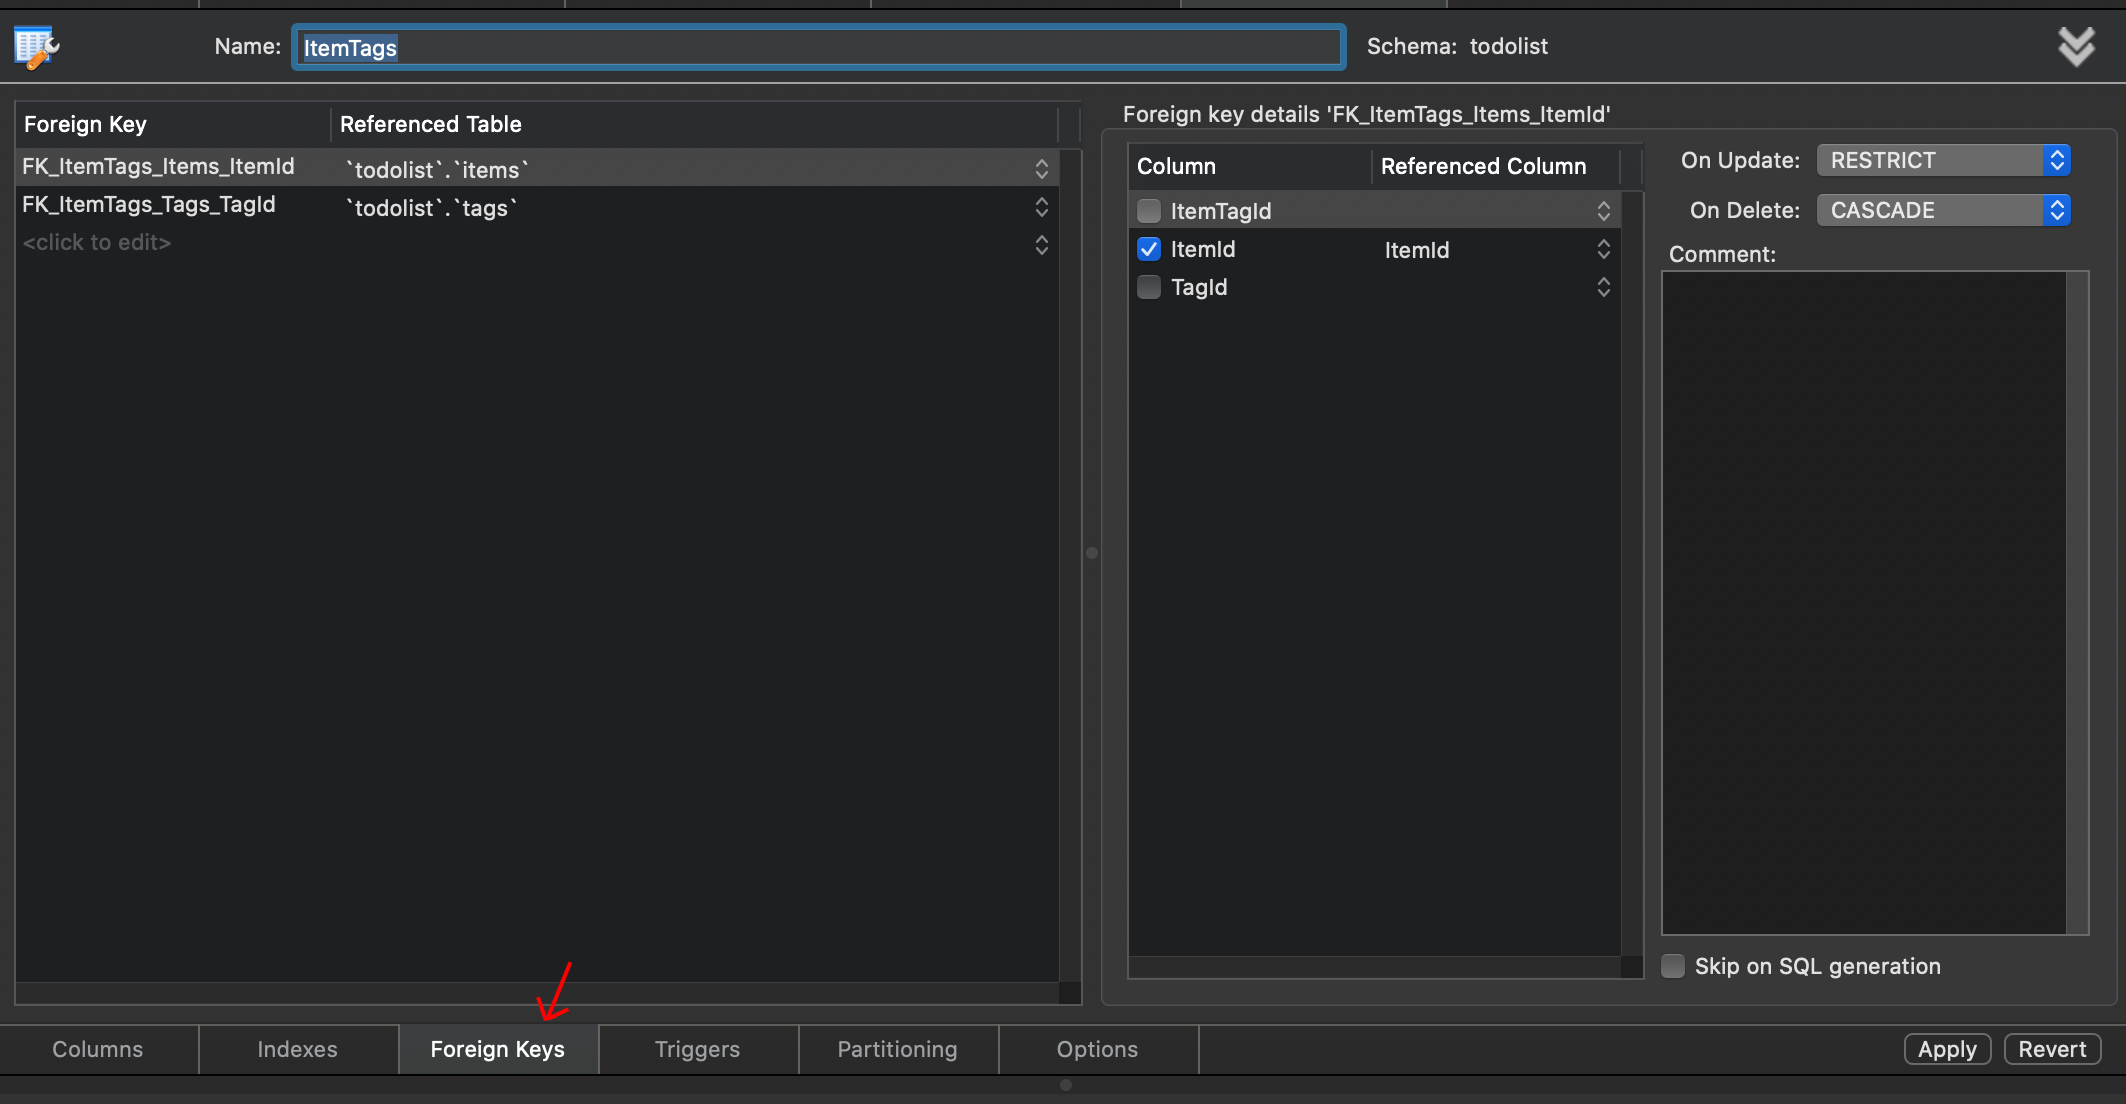 Name: ItemTags Schema: todolist
Foreign Key Referenced Table
FK_ItemTags_Items_ItemId `todolist`.`items`
FK_ItemTags_Tags_TagId `todolist`.`tags`
<click to edit>
Foreign key details 'FK_ItemTags_Items_ItemId'
Column Referenced Column
ItemTagId
ItemId ItemId
TagId
On Update: RESTRICT
On Delete: CASCADE
Comment:
Skip on SQL generation
Columns Indexes Foreign Keys Triggers Partitioning Options Apply Revert